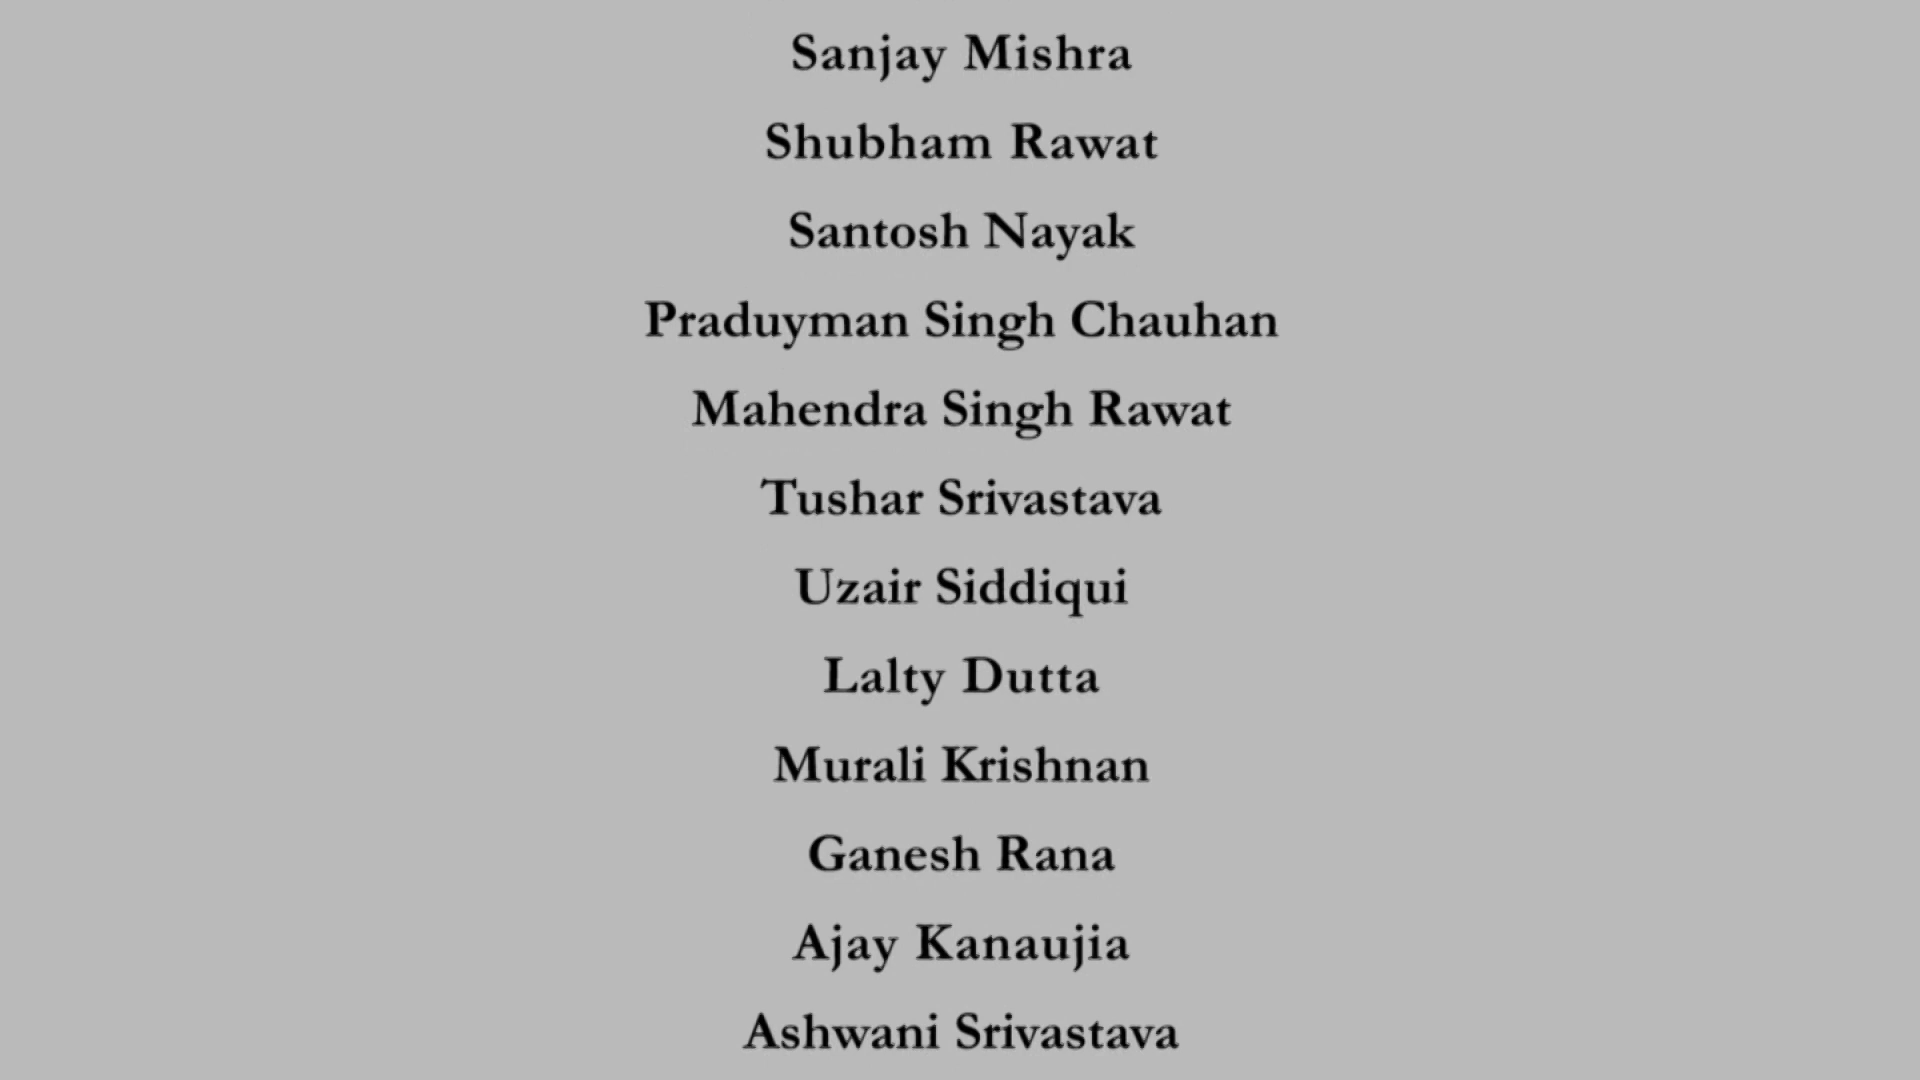 Sanjay Mishra
Shubham Rawat
Santosh Nayak
Praduyman Singh Chauhan
Mahendra Singh Rawat
Tushar Srivastava
Uzair Siddiqui
Lalty Dutta
Murali Krishnan
Ganesh Rana
Ajay Kanaujia
Ashwani Srivastava